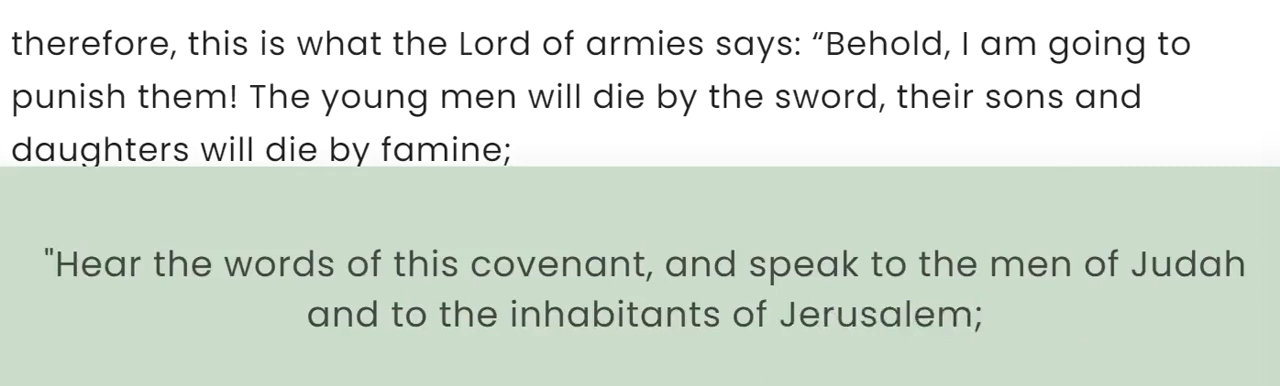 therefore, this is what the Lord of armies says: “Behold, I am going to
punish them! The young men will die by the sword, their sons and
daughters will die by famine;
"Hear the words of this covenant, and speak to the men of Judah
and to the inhabitants of Jerusalem;